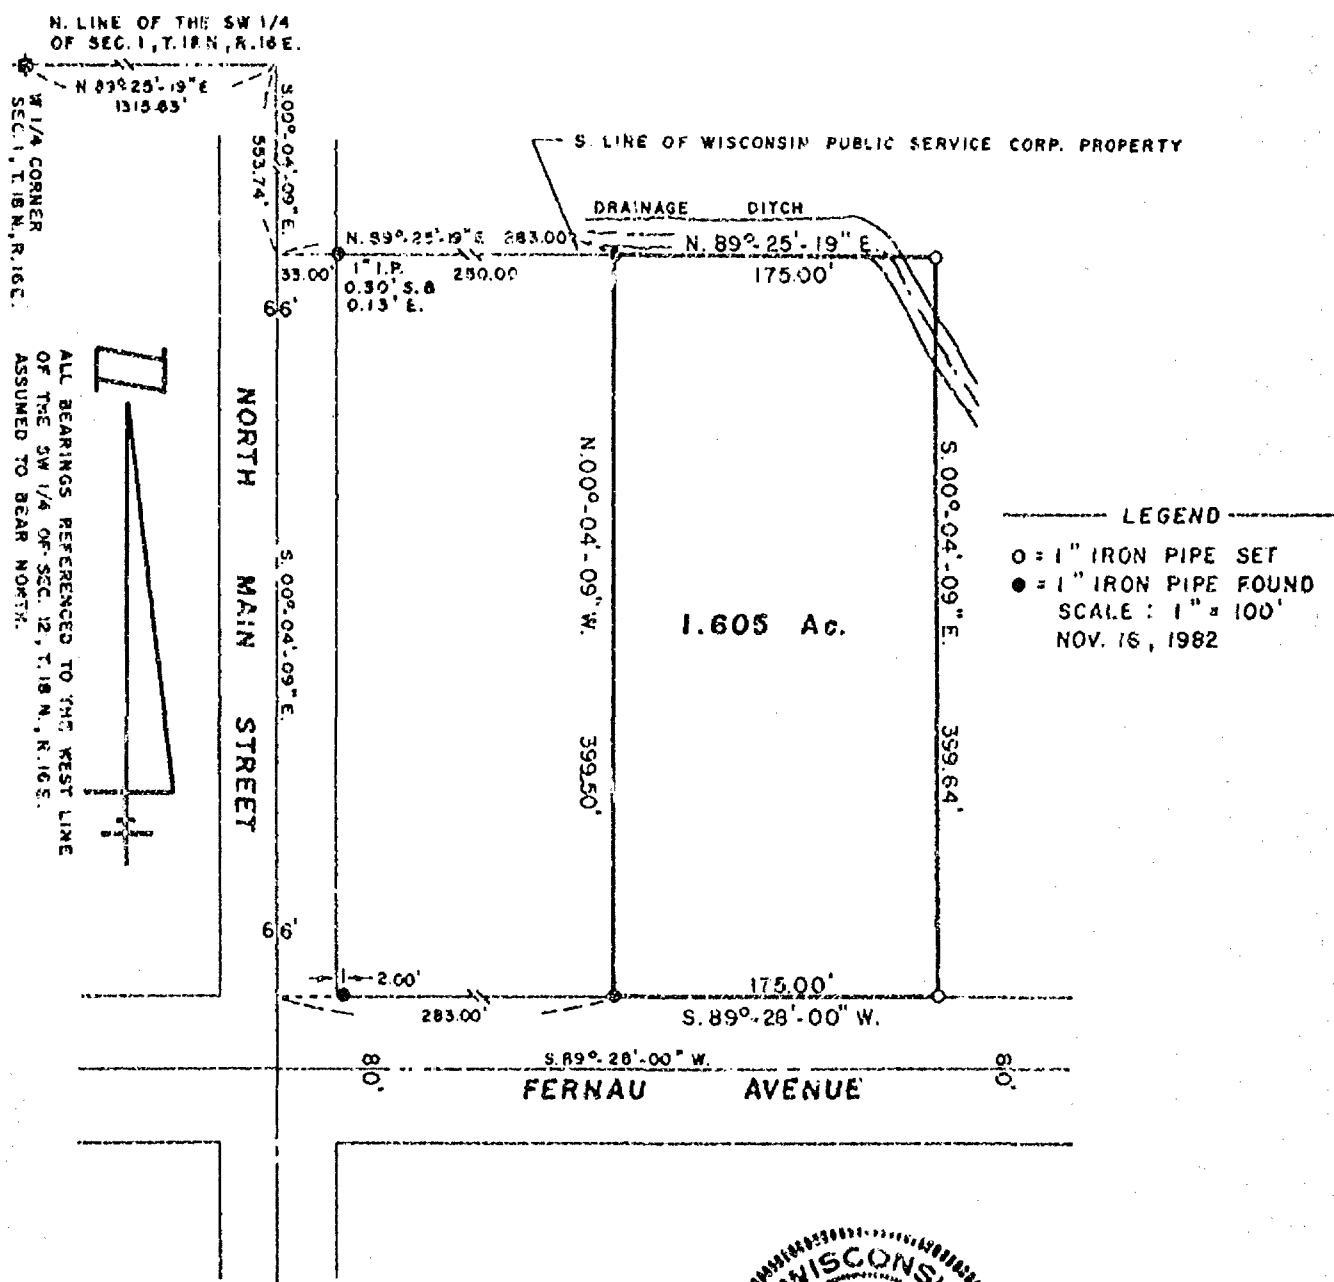 N. LINE OF THE SW 1/4
OF SEC. 1, T. 18 N., R. 16 E.
N 89°-25'-19" E
1315.63'
W 1/4 CORNER
SEC. 1, T. 18 N., R. 16 E.
S. 00°-04'-09" E.
553.74'
S. LINE OF WISCONSIN PUBLIC SERVICE CORP. PROPERTY
DRAINAGE DITCH
N. 89°-25'-19" E. 283.00'
N. 89°-25'-19" E.
33.00'
1" I.P.
0.30' S. &
0.13' E.
250.00
175.00'
66'
ALL BEARINGS REFERENCED TO THE WEST LINE
OF THE SW 1/4 OF SEC. 12, T. 18 N., R. 16 E.
ASSUMED TO BEAR NORTH.
NORTH MAIN STREET
S. 00°-04'-09" E.
N. 00°-04'-09" W.
399.50'
1.605 Ac.
S. 00°-04'-09" E.
399.64'
LEGEND
O = 1" IRON PIPE SET
● = 1" IRON PIPE FOUND
SCALE : 1" = 100'
NOV. 16, 1982
66'
2.00'
283.00'
175.00'
S. 89°-28'-00" W.
S. 89°-28'-00" W.
80'
80'
FERNAU AVENUE